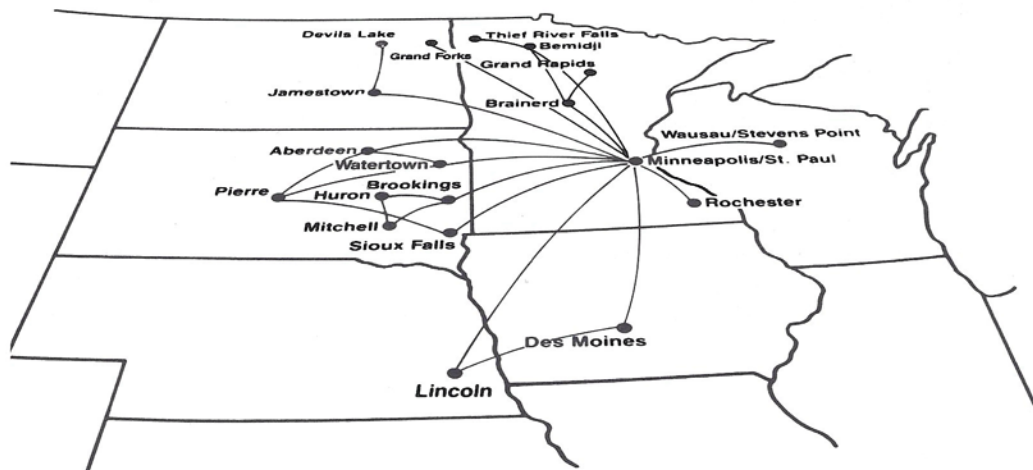 Thief River Falls
Devils Lake
Bemidji
Grand Forks
Grand Rapids
Jamestown
Brainerd
Wausau/Stevens Point
Aberdeen
Watertown
Minneapolis/St. Paul
Pierre
Huron
Brookings
Rochester
Mitchell
Sioux Falls
Des Moines
Lincoln